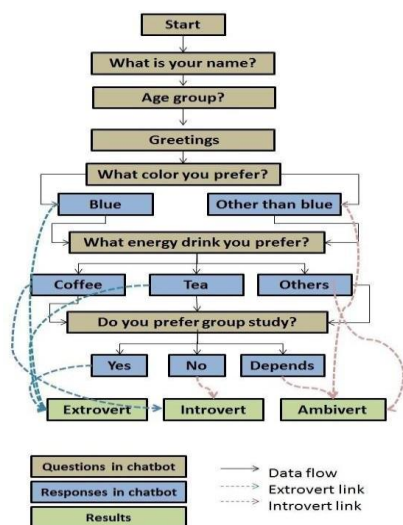 Start
What is your name?
Age group?
Greetings
What color you prefer?
Blue
Other than blue
What energy drink you prefer?
Coffee
Tea
Others
Do you prefer group study?
Yes
No
Depends
Extrovert
Introvert
Ambivert
Questions in chatbot
Responses in chatbot
Results
Data flow
Extrovert link
Introvert link